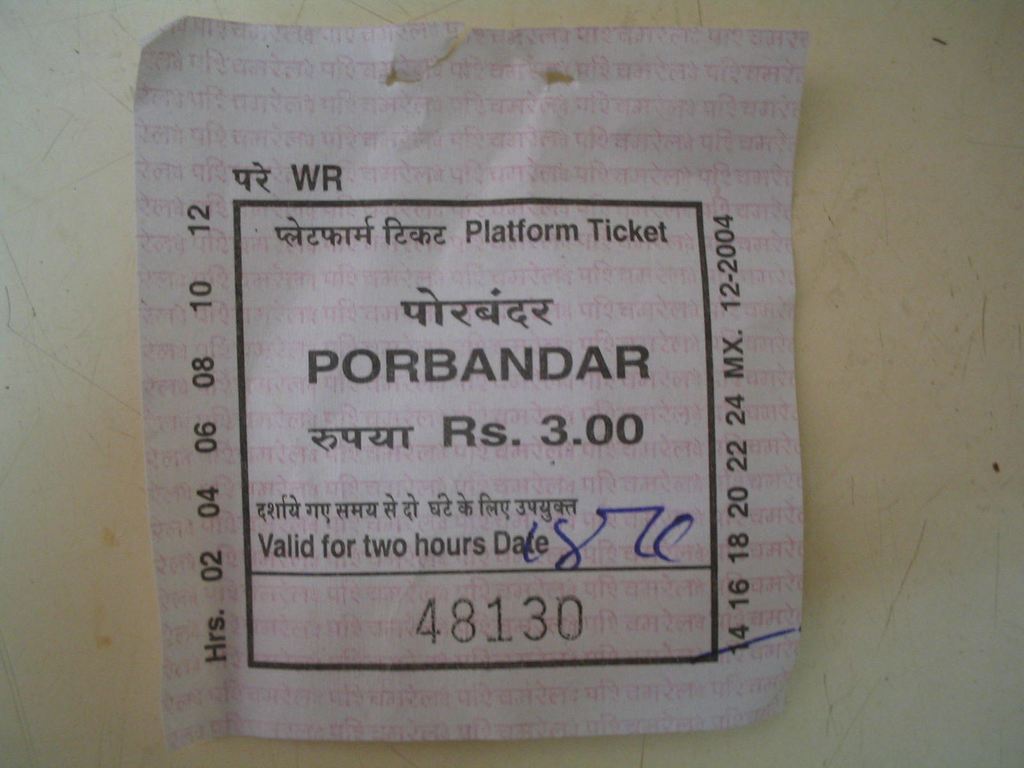 परे WR
प्लेटफार्म टिकट Platform Ticket
पोरबंदर
PORBANDAR
रुपया Rs. 3.00
दर्शाये गए समय से दो घंटे के लिए उपयुक्त
Valid for two hours Date
48130
Hrs. 02 04 06 08 10 12
14 16 18 20 22 24 MX. 12-2004